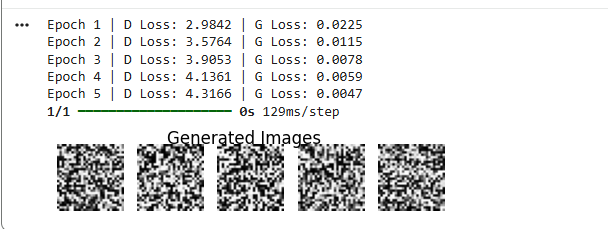 Epoch 1 | D Loss: 2.9842 | G Loss: 0.0225
Epoch 2 | D Loss: 3.5764 | G Loss: 0.0115
Epoch 3 | D Loss: 3.9053 | G Loss: 0.0078
Epoch 4 | D Loss: 4.1361 | G Loss: 0.0059
Epoch 5 | D Loss: 4.3166 | G Loss: 0.0047
1/1 ━━━━━━━━━━━━━━━━━━━━ 0s 129ms/step
Generated Images